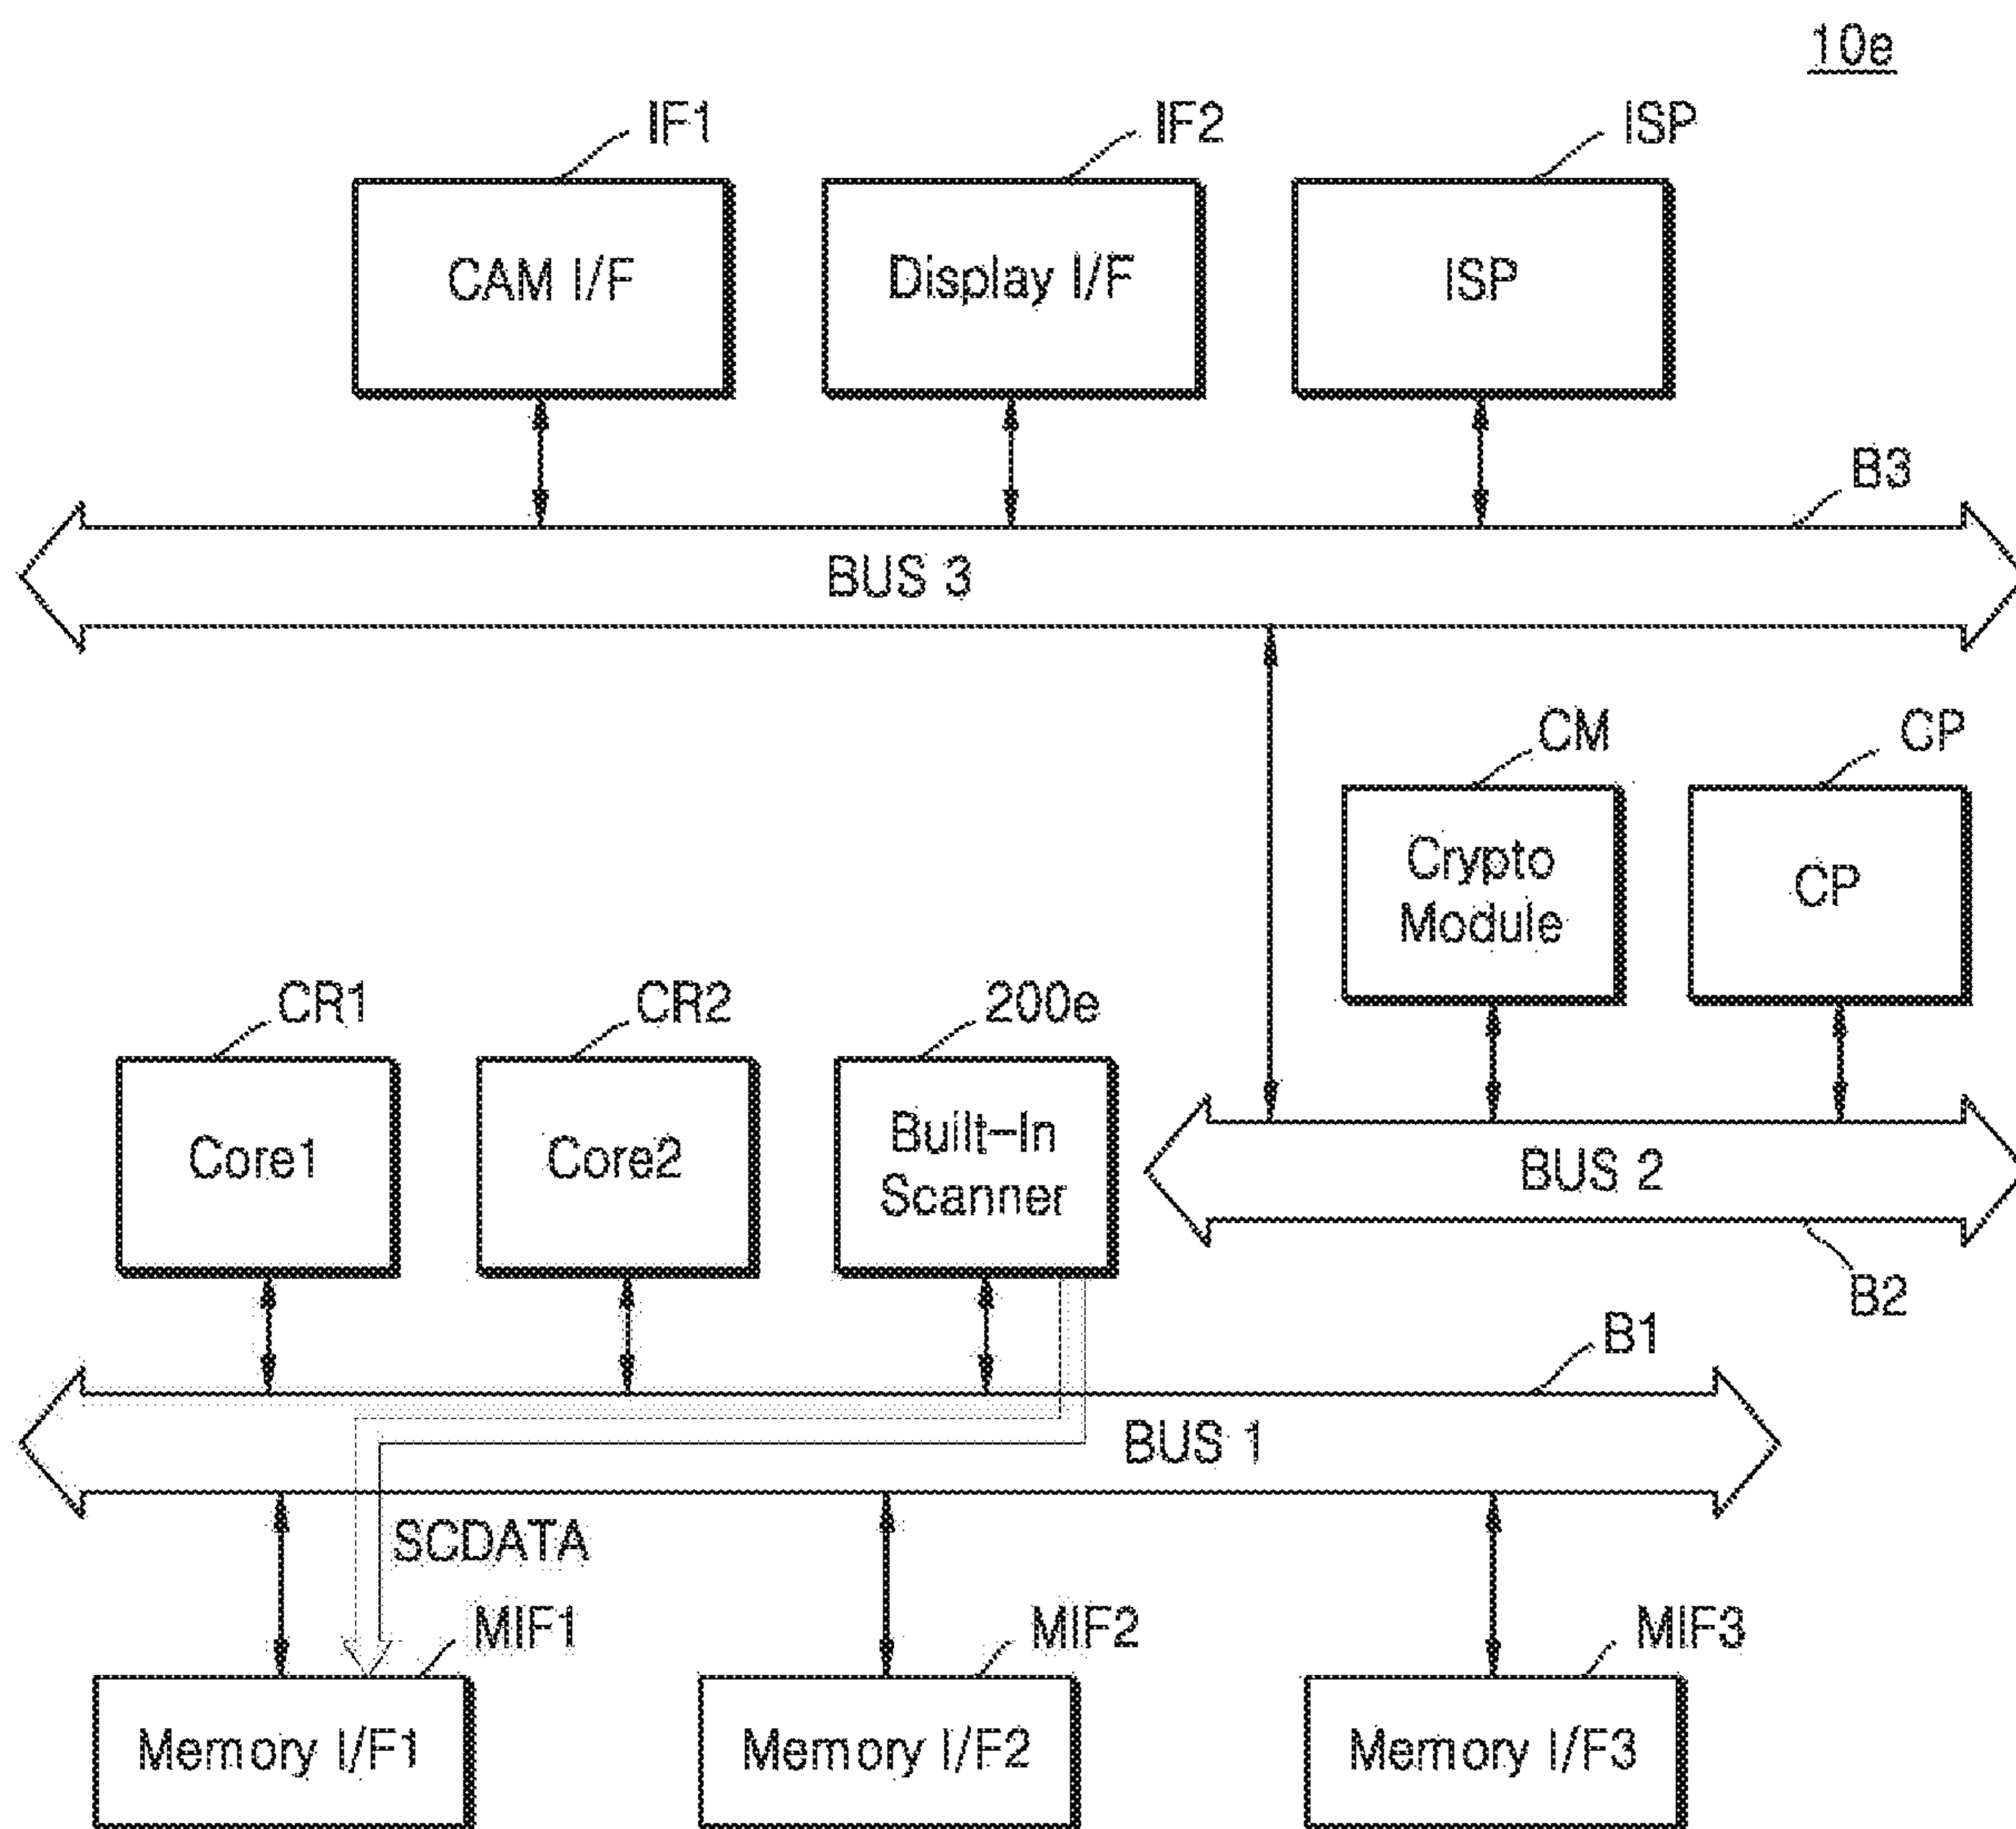 10e
IF1
IF2
ISP
CAM I/F
Display I/F
ISP
B3
BUS 3
CM
CP
Crypto
Module
CP
CR1
CR2
200e
Core1
Core2
Built-In
Scanner
BUS 2
B2
B1
BUS 1
SCDATA
MIF1
MIF2
MIF3
Memory I/F1
Memory I/F2
Memory I/F3